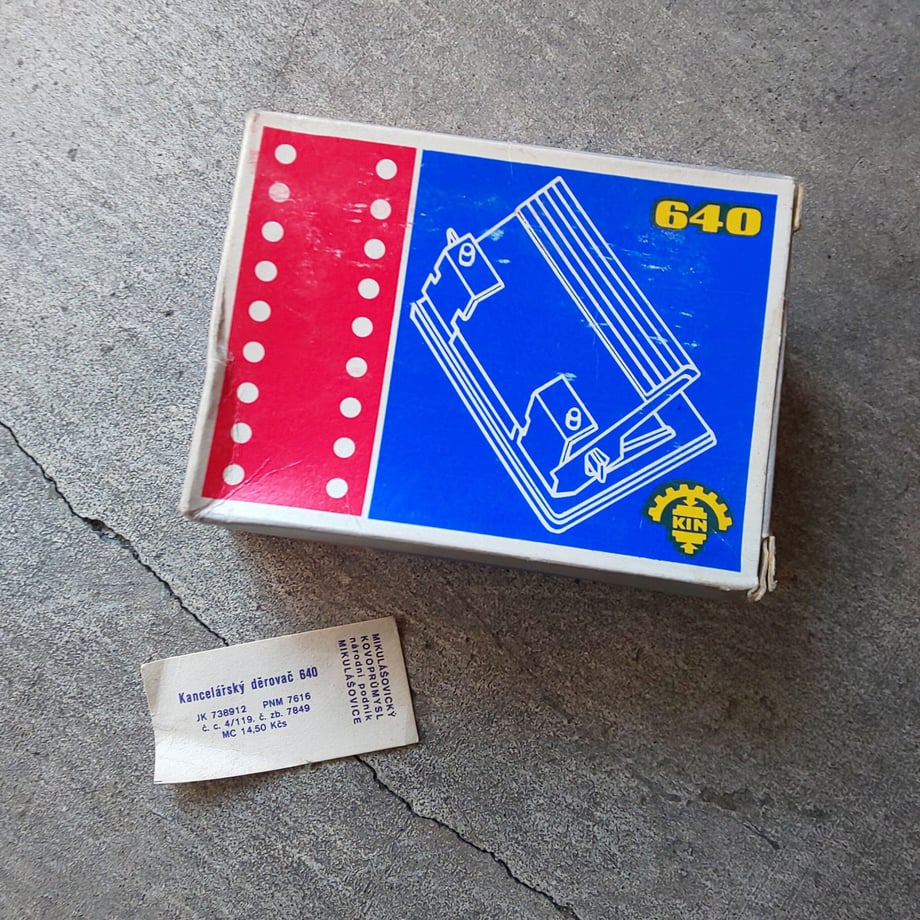 640
KIN
Kancelářský děrovač 640
JK 738912 PNM 7616
č. c. 4/119. č. zb. 7849
MC 14,50 Kčs
MIKULÁŠOVICKÝ
KOVOPRŮMYSL
národní podnik
MIKULÁŠOVICE